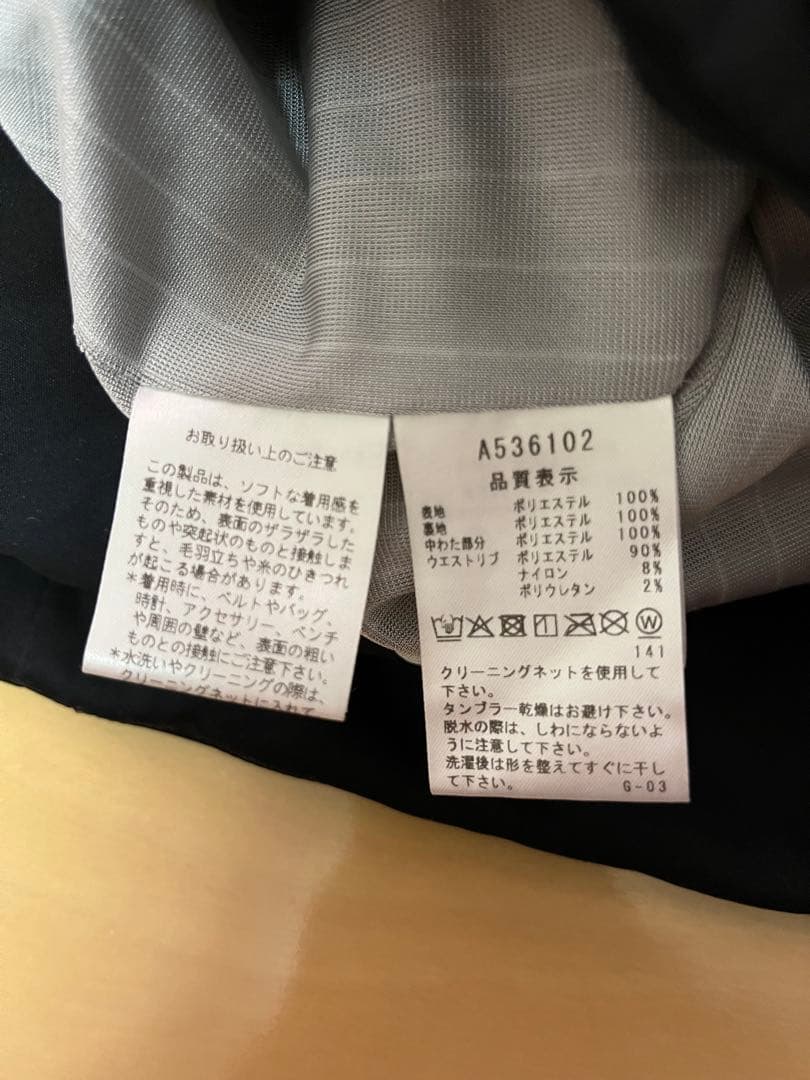 お取り扱い上のご注意
この製品は、ソフトな着用感を
重視した素材を使用しています。
そのため、表面のザラザラした
ものや突起状のものと接触しま
すと、毛羽立ちや糸のひきつれ
が起こる場合があります。
*着用時に、ベルトやバッグ、
時計、アクセサリー、ベンチ
や周囲の壁など、表面の粗い
ものとの接触にご注意下さい。
*水洗いやクリーニングの際は、
クリーニングネットに入れて
A536102
品質表示
表地 ポリエステル 100%
裏地 ポリエステル 100%
中わた部分 ポリエステル 100%
ウエストリブ ポリエステル 90%
ナイロン 8%
ポリウレタン 2%
W
141
クリーニングネットを使用して
下さい。
タンブラー乾燥はお避け下さい。
脱水の際は、しわにならないよ
うに注意して下さい。
洗濯後は形を整えてすぐに干し
て下さい。 G-03